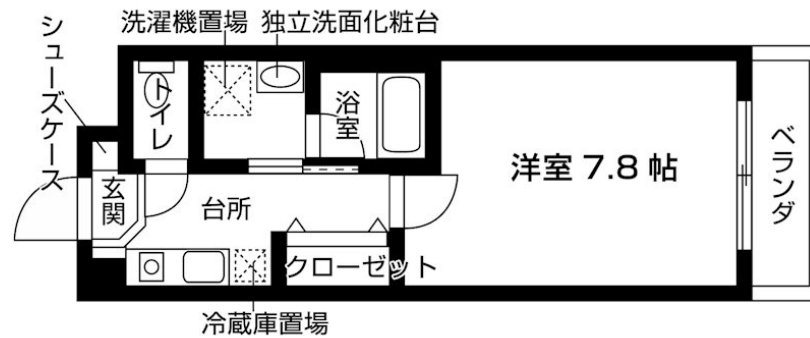 シューズケース
洗濯機置場
独立洗面化粧台
トイレ
浴室
玄関
台所
洋室 7.8 帖
ベランダ
クローゼット
冷蔵庫置場